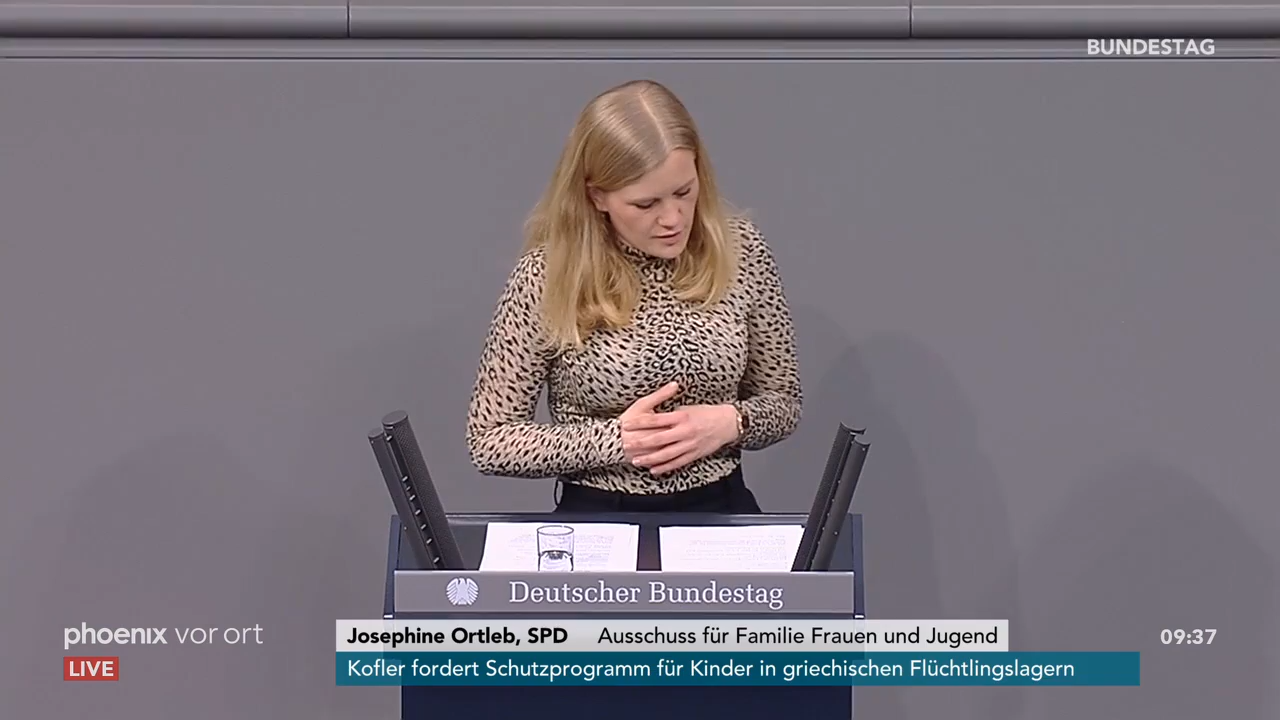 BUNDESTAG
Deutscher Bundestag
phoenix vor ort
LIVE
Josephine Ortleb, SPD Ausschuss für Familie Frauen und Jugend
Kofler fordert Schutzprogramm für Kinder in griechischen Flüchtlingslagern
09:37